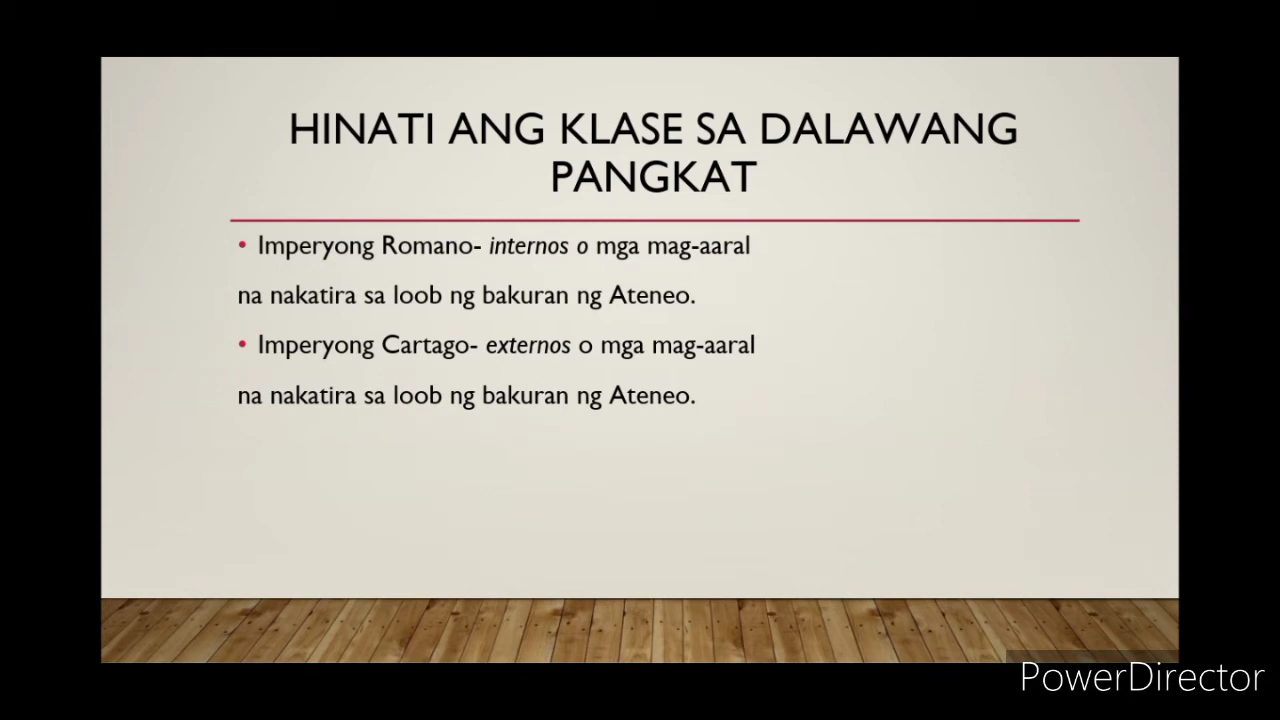 HINATI ANG KLASE SA DALAWANG
PANGKAT
• Imperyong Romano- internos o mga mag-aaral
na nakatira sa loob ng bakuran ng Ateneo.
• Imperyong Cartago- externos o mga mag-aaral
na nakatira sa loob ng bakuran ng Ateneo.
PowerDirector